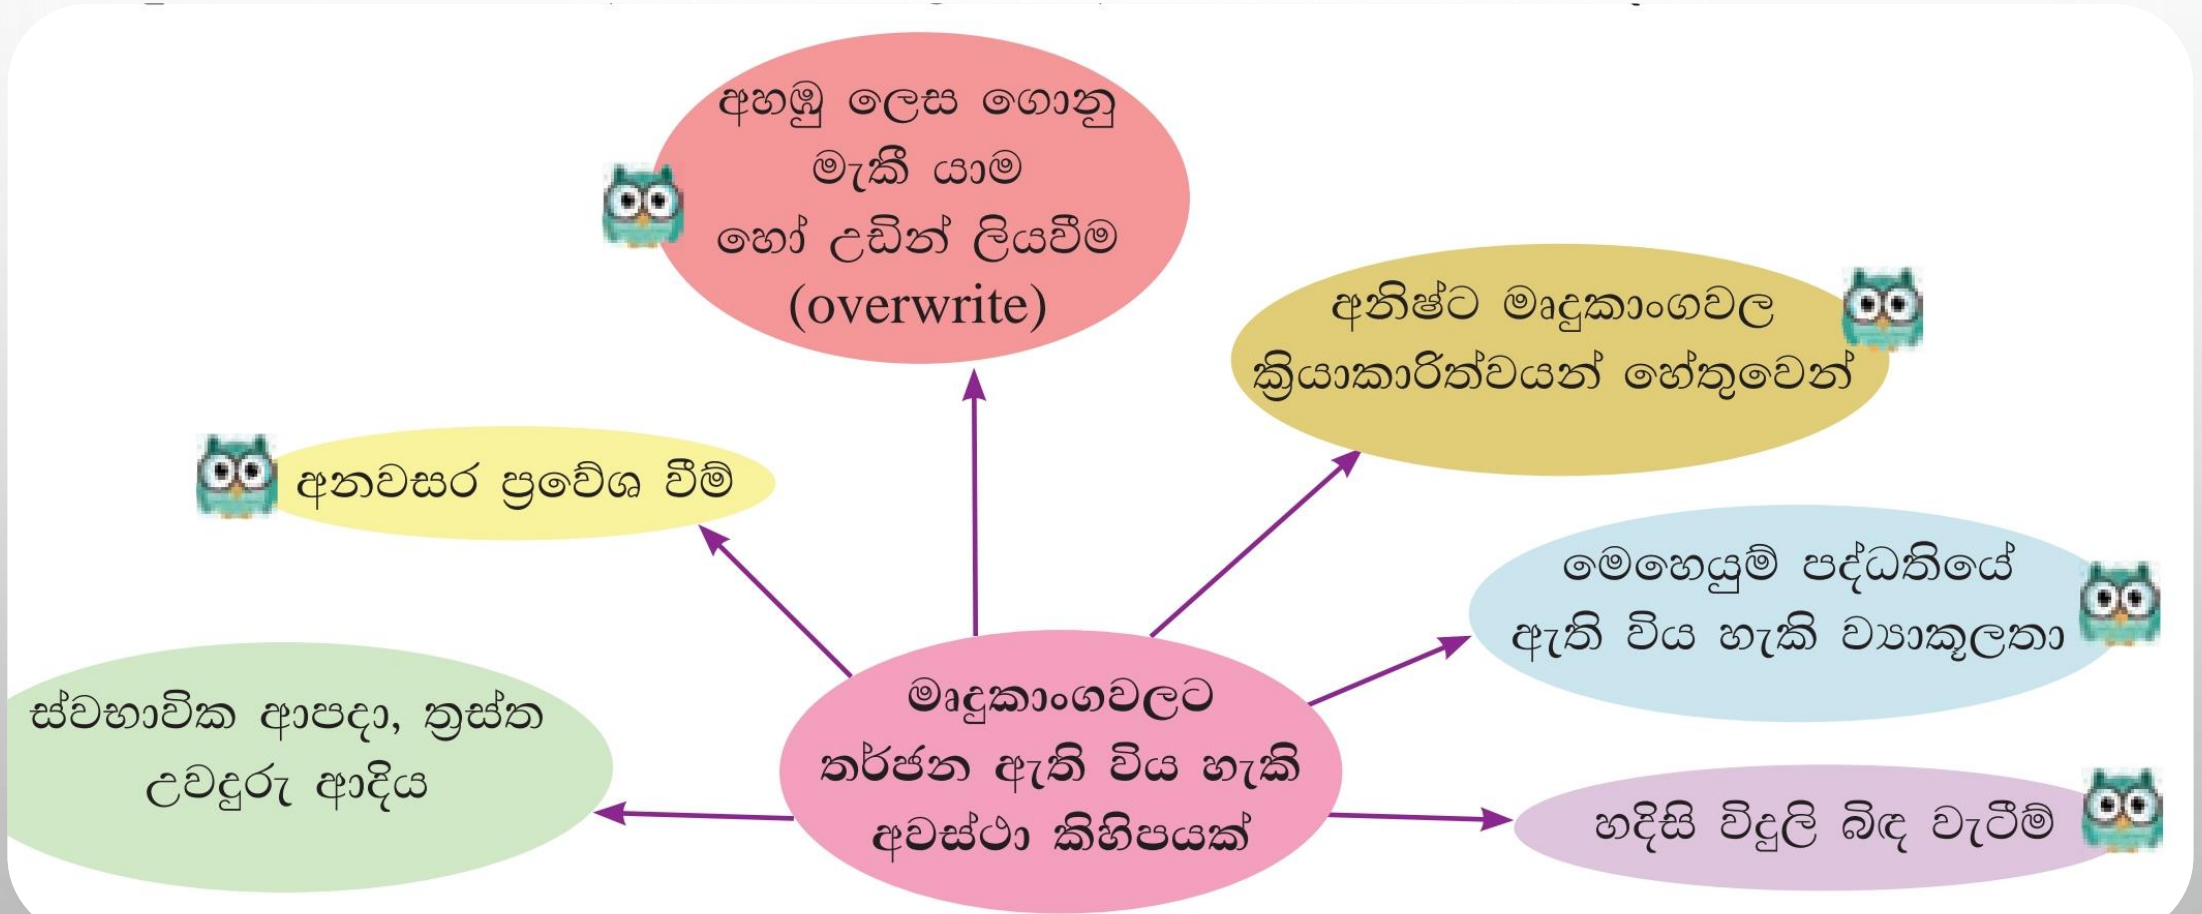 අහඹු ලෙස ගොනු
මැකී යාම
හෝ උඩින් ලියවීම
(overwrite)
අනිෂ්ට මෘදුකාංගවල
ක්‍රියාකාරිත්වයන් හේතුවෙන්
අනවසර ප්‍රවේශ වීම්
මෙහෙයුම් පද්ධතියේ
ඇති විය හැකි ව්‍යාකූලතා
ස්වභාවික ආපදා, ත්‍රස්ත
උවදුරු ආදිය
මෘදුකාංගවලට
තර්ජන ඇති විය හැකි
අවස්ථා කිහිපයක්
හදිසි විදුලි බිඳ වැටීම්